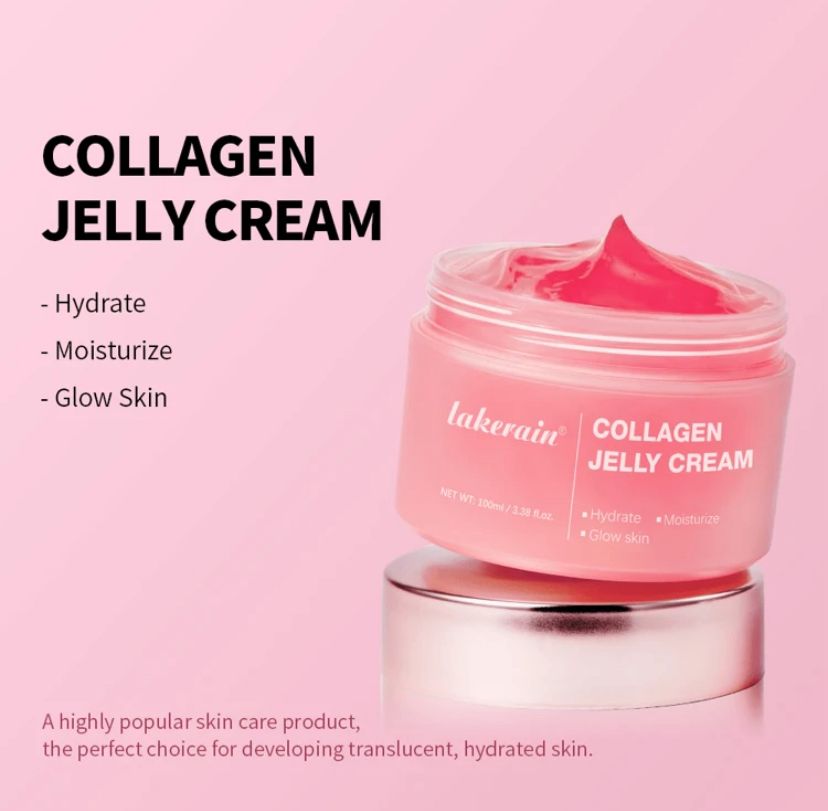 COLLAGEN
JELLY CREAM
- Hydrate
- Moisturize
- Glow Skin
lakerain®
NET WT: 100ml / 3.38 fl.oz.
COLLAGEN
JELLY CREAM
▪ Hydrate ▪ Moisturize
▪ Glow skin
A highly popular skin care product,
the perfect choice for developing translucent, hydrated skin.